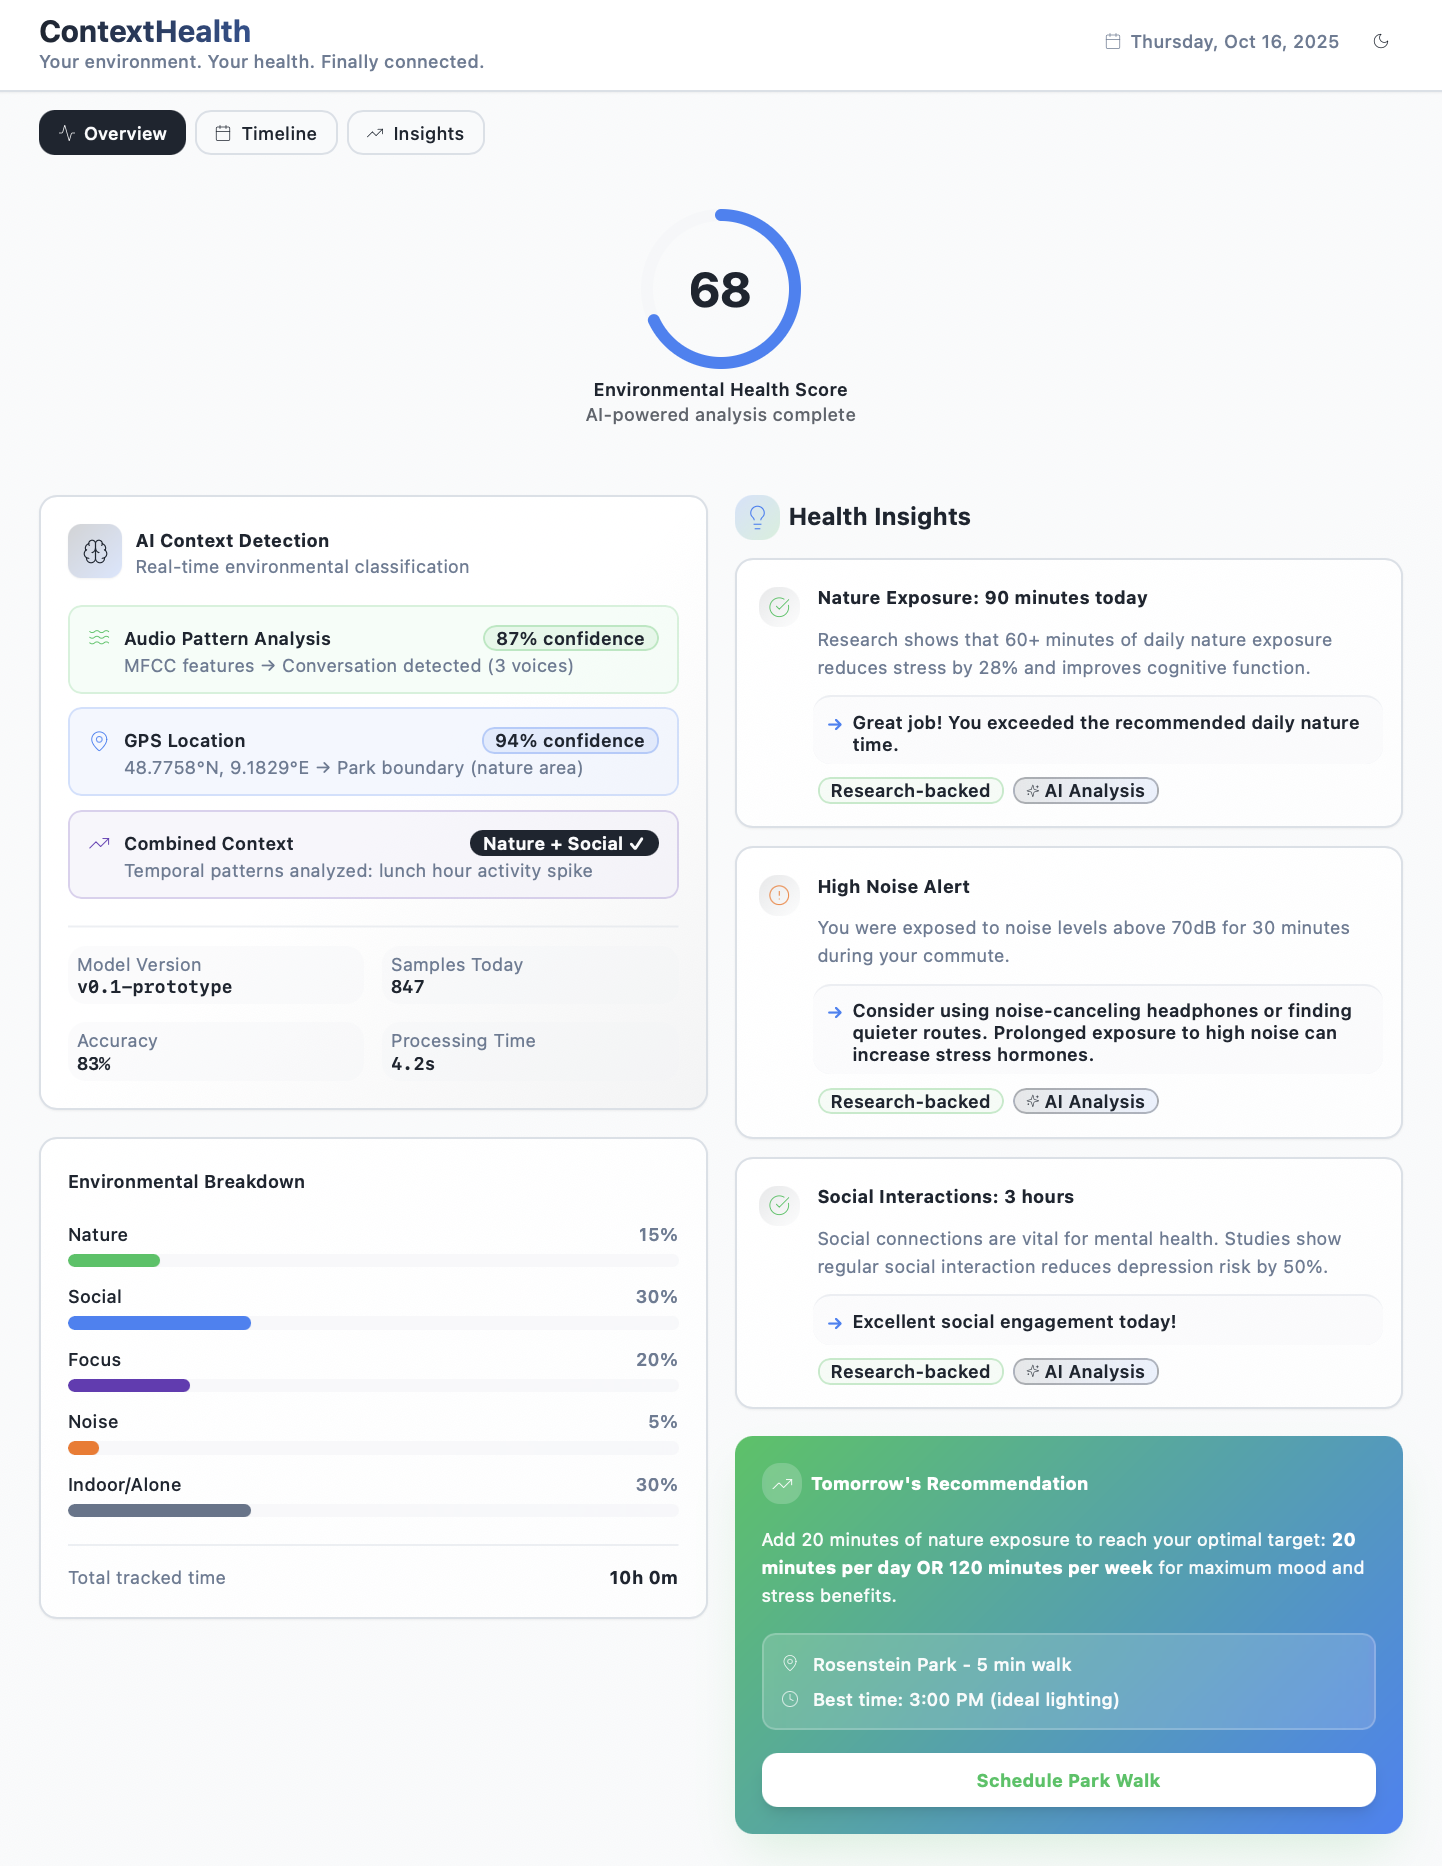 ContextHealth
Your environment. Your health. Finally connected.
Thursday, Oct 16, 2025
Overview
Timeline
Insights
68
Environmental Health Score
AI-powered analysis complete
AI Context Detection
Real-time environmental classification
Audio Pattern Analysis
87% confidence
MFCC features → Conversation detected (3 voices)
GPS Location
94% confidence
48.7758°N, 9.1829°E → Park boundary (nature area)
Combined Context
Nature + Social ✓
Temporal patterns analyzed: lunch hour activity spike
Model Version
v0.1-prototype
Samples Today
847
Accuracy
83%
Processing Time
4.2s
Environmental Breakdown
Nature
15%
Social
30%
Focus
20%
Noise
5%
Indoor/Alone
30%
Total tracked time
10h 0m
Health Insights
Nature Exposure: 90 minutes today
Research shows that 60+ minutes of daily nature exposure
reduces stress by 28% and improves cognitive function.
→ Great job! You exceeded the recommended daily nature
time.
Research-backed
AI Analysis
High Noise Alert
You were exposed to noise levels above 70dB for 30 minutes
during your commute.
→ Consider using noise-canceling headphones or finding
quieter routes. Prolonged exposure to high noise can
increase stress hormones.
Research-backed
AI Analysis
Social Interactions: 3 hours
Social connections are vital for mental health. Studies show
regular social interaction reduces depression risk by 50%.
→ Excellent social engagement today!
Research-backed
AI Analysis
Tomorrow's Recommendation
Add 20 minutes of nature exposure to reach your optimal target: 20
minutes per day OR 120 minutes per week for maximum mood and
stress benefits.
Rosenstein Park - 5 min walk
Best time: 3:00 PM (ideal lighting)
Schedule Park Walk